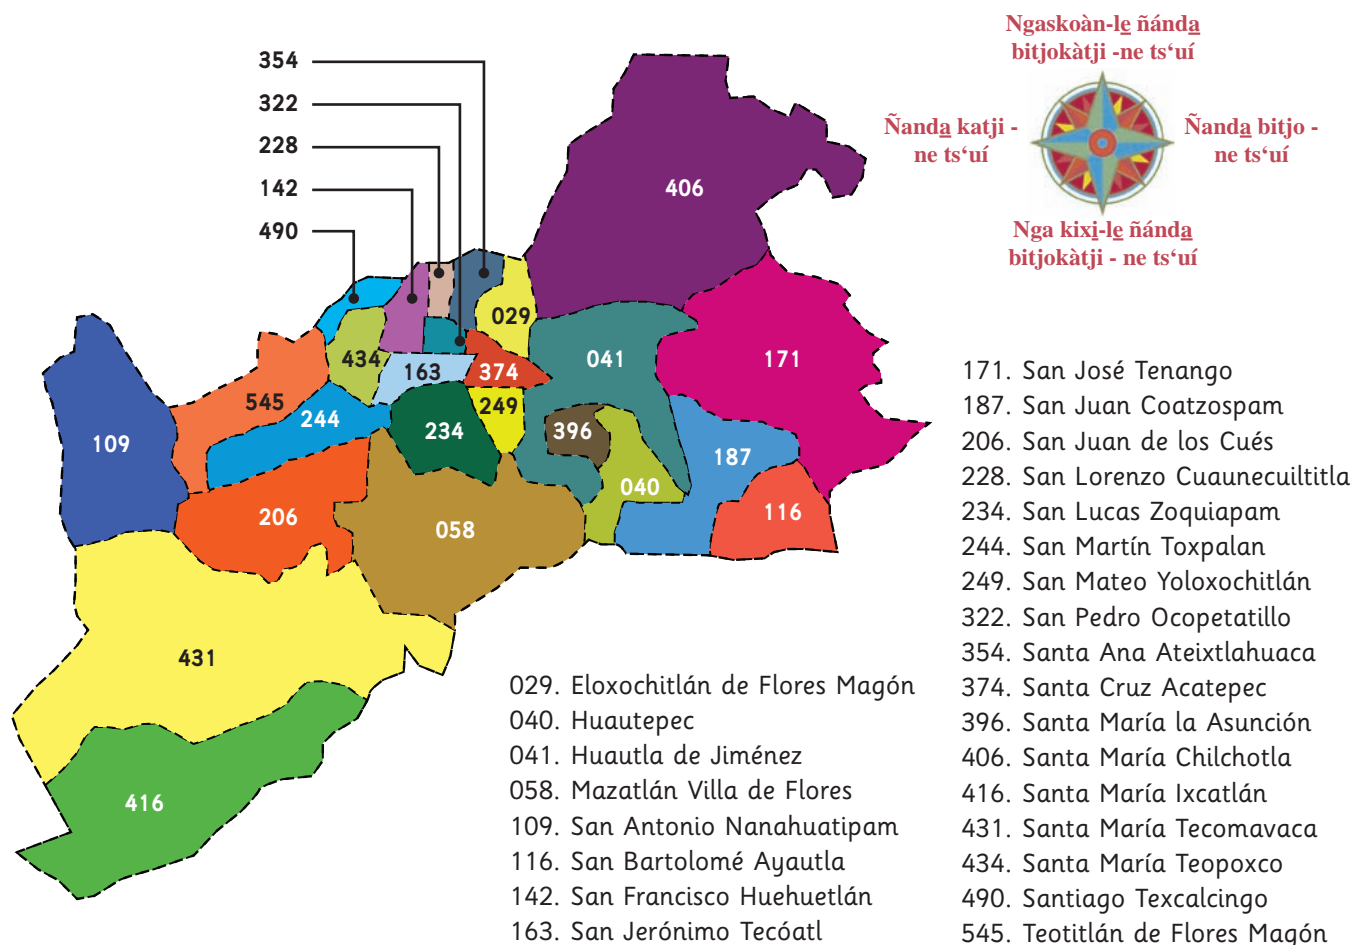 354
322
228
142
490
Ngaskoàn-le̲ ñánda̲
bitjokàtji -ne ts‘uí
Ñanda̲ katji -
ne ts‘uí
Ñanda̲ bitjo -
ne ts‘uí
Nga kixi̲-le̲ ñánda̲
bitjokàtji - ne ts‘uí
406
029
041
171
434
163
374
545
244
249
109
234
396
187
040
206
058
116
431
416
029. Eloxochitlán de Flores Magón
040. Huautepec
041. Huautla de Jiménez
058. Mazatlán Villa de Flores
109. San Antonio Nanahuatipam
116. San Bartolomé Ayautla
142. San Francisco Huehuetlán
163. San Jerónimo Tecóatl
171. San José Tenango
187. San Juan Coatzospam
206. San Juan de los Cués
228. San Lorenzo Cuaunecuiltitla
234. San Lucas Zoquiapam
244. San Martín Toxpalan
249. San Mateo Yoloxochitlán
322. San Pedro Ocopetatillo
354. Santa Ana Ateixtlahuaca
374. Santa Cruz Acatepec
396. Santa María la Asunción
406. Santa María Chilchotla
416. Santa María Ixcatlán
431. Santa María Tecomavaca
434. Santa María Teopoxco
490. Santiago Texcalcingo
545. Teotitlán de Flores Magón